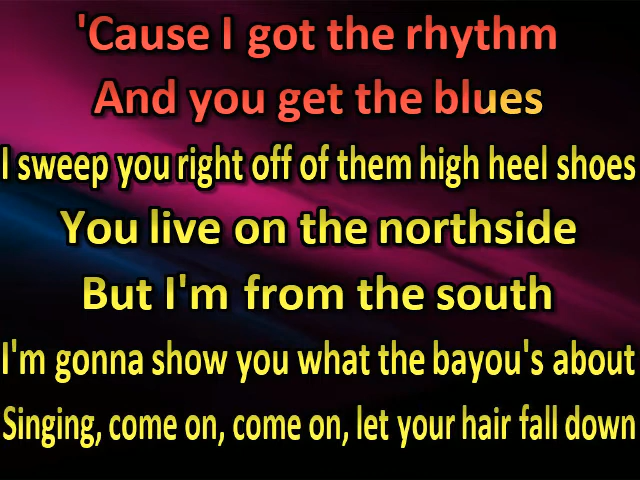 'Cause I got the rhythm
And you get the blues
I sweep you right off of them high heel shoes
You live on the northside
But I'm from the south
I'm gonna show you what the bayou's about
Singing, come on, come on, let your hair fall down